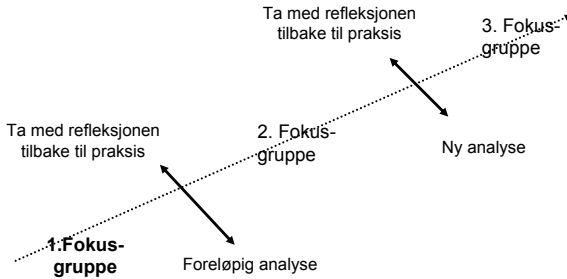 Ta med refleksjonen
tilbake til praksis
3. Fokus-
gruppe
Ta med refleksjonen
tilbake til praksis
2. Fokus-
gruppe
Ny analyse
1.Fokus-
gruppe
Foreløpig analyse